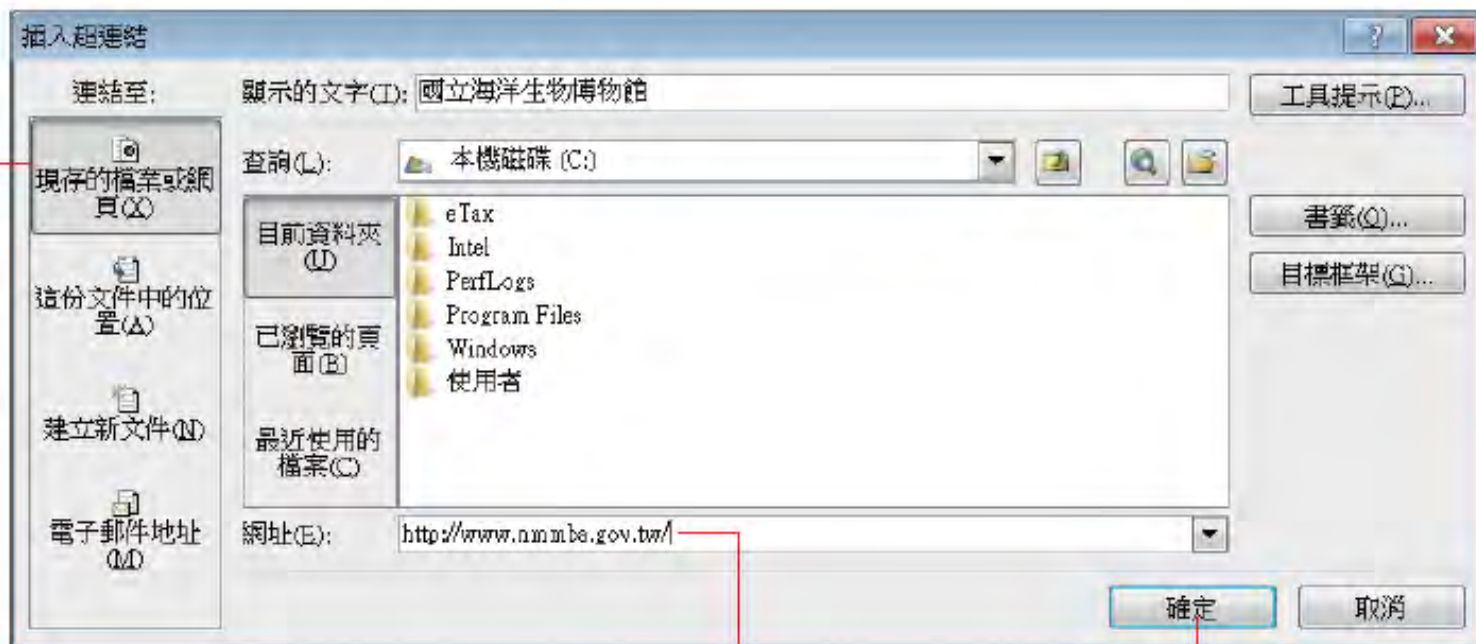 插入超連結
連結至:
顯示的文字(T): 國立海洋生物博物館
工具提示(P)...
現存的檔案或網
頁(X)
查詢(L):
本機磁碟 (C:)
目前資料夾
(U)
eTax
Intel
PerfLogs
Program Files
Windows
使用者
書籤(O)...
目標框架(G)...
這份文件中的位
置(A)
已瀏覽的頁
面(B)
建立新文件(N)
最近使用的
檔案(C)
電子郵件地址
(M)
網址(E):
http://www.nmmba.gov.tw/
確定
取消